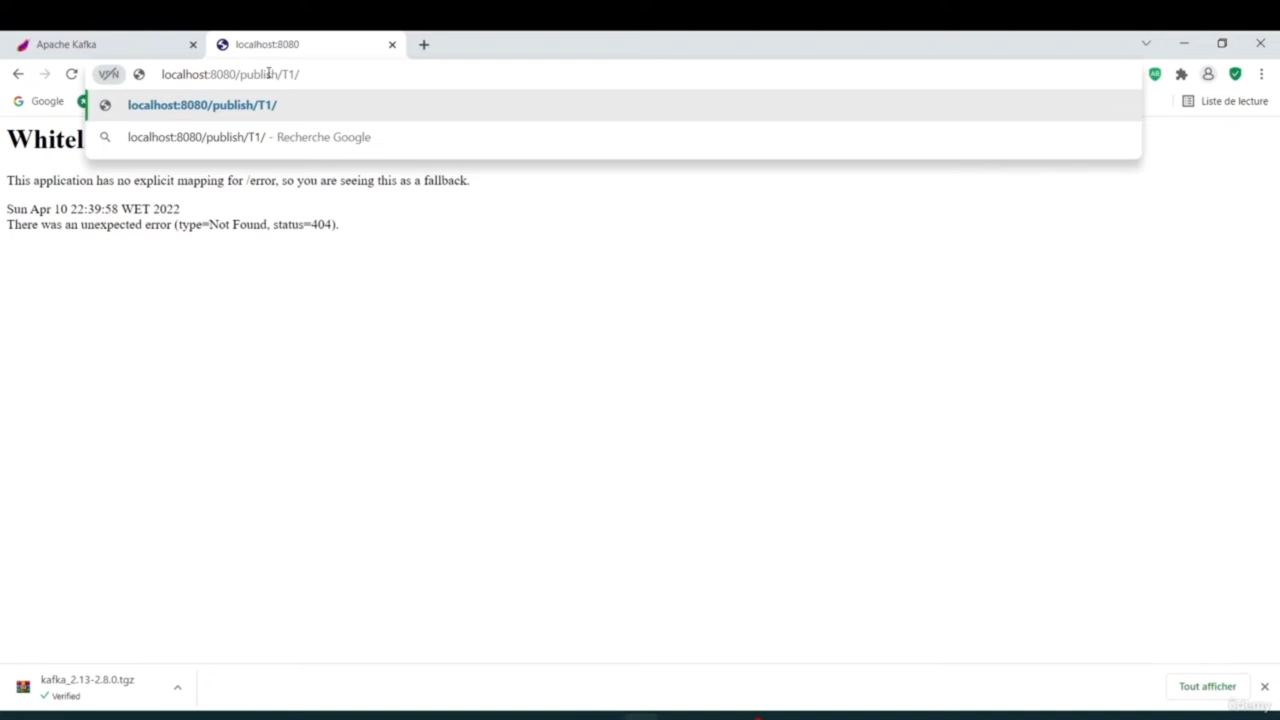 Apache Kafka
localhost:8080
VPN
localhost:8080/publish/T1/
Google
Liste de lecture
localhost:8080/publish/T1/
localhost:8080/publish/T1/ - Recherche Google
Whitel
This application has no explicit mapping for /error, so you are seeing this as a fallback.
Sun Apr 10 22:39:58 WET 2022
There was an unexpected error (type=Not Found, status=404).
kafka_2.13-2.8.0.tgz
Verified
Tout afficher
ûdemy